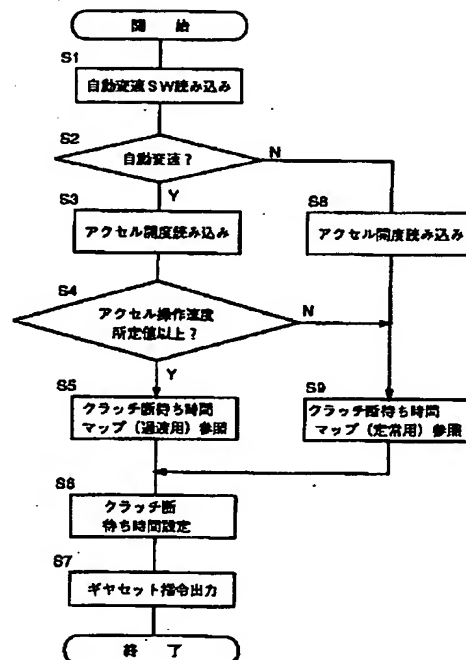 開 始
S1
自動変速SW読み込み
S2
自動変速?
N
Y
S3
アクセル開度読み込み
S8
アクセル開度読み込み
S4
アクセル操作速度
所定値以上?
N
Y
S5
クラッチ断待ち時間
マップ(過渡用)参照
S9
クラッチ断待ち時間
マップ(定常用)参照
S6
クラッチ断
待ち時間設定
S7
ギヤセット指令出力
終 了